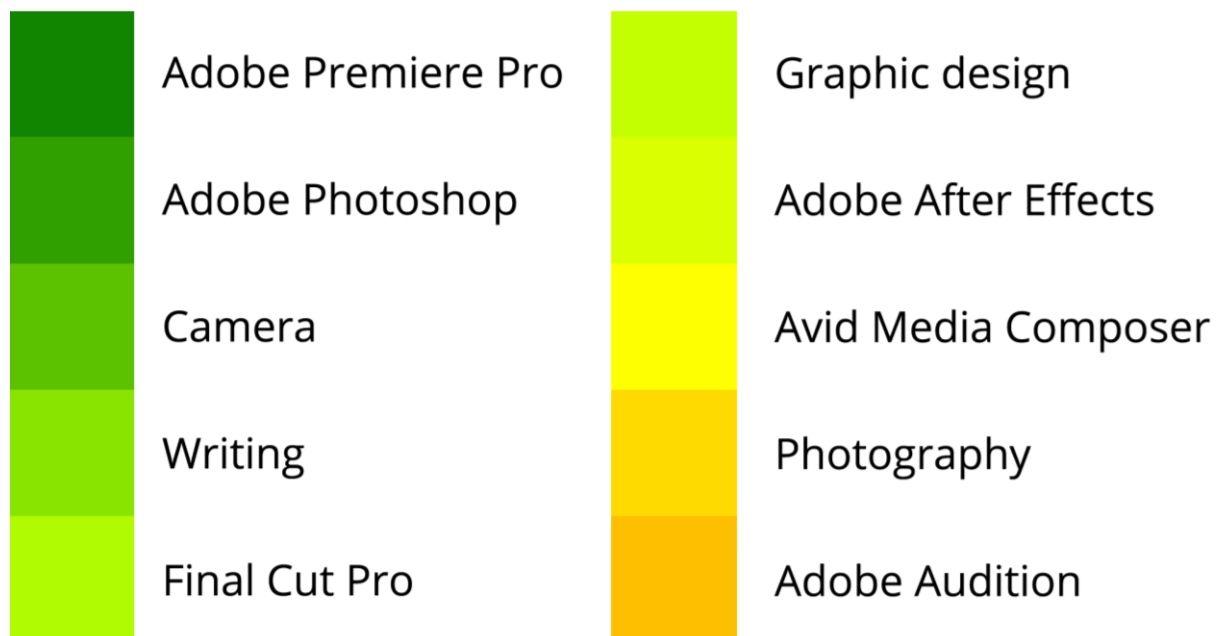 Adobe Premiere Pro
Adobe Photoshop
Camera
Writing
Final Cut Pro
Graphic design
Adobe After Effects
Avid Media Composer
Photography
Adobe Audition